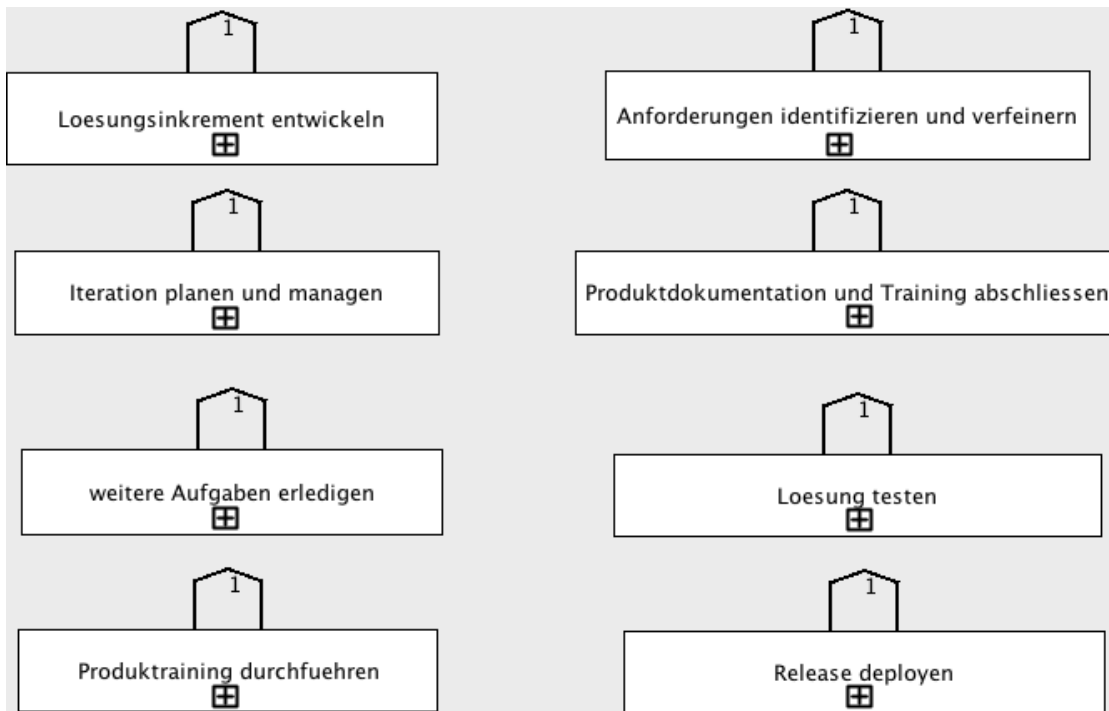 1
Loesungsinkrement entwickeln
1
Anforderungen identifizieren und verfeinern
1
Iteration planen und managen
1
Produktdokumentation und Training abschliessen
1
weitere Aufgaben erledigen
1
Loesung testen
1
Produktraining durchfuehren
1
Release deployen